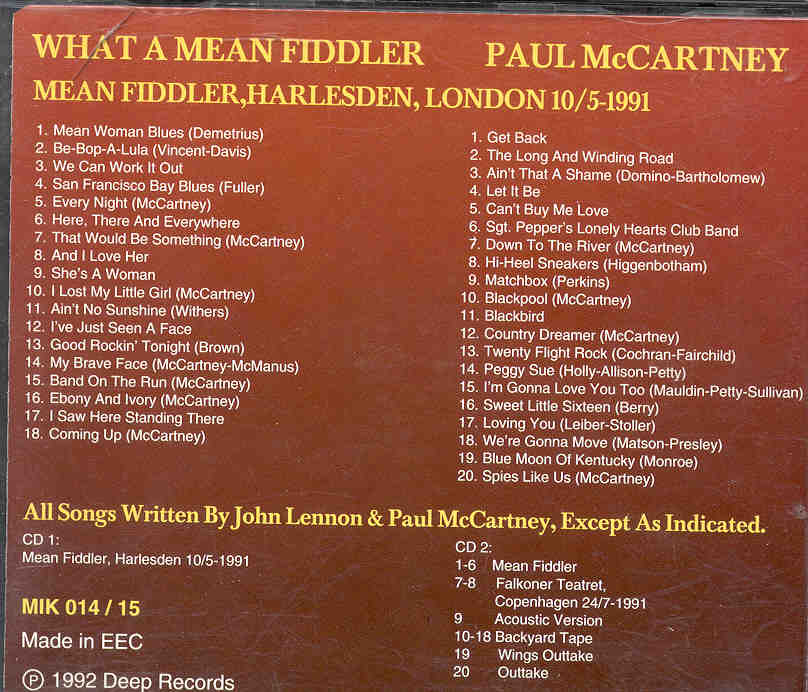 WHAT A MEAN FIDDLER PAUL McCARTNEY
MEAN FIDDLER,HARLESDEN, LONDON 10/5-1991
1. Mean Woman Blues (Demetrius)
2. Be-Bop-A-Lula (Vincent-Davis)
3. We Can Work It Out
4. San Francisco Bay Blues (Fuller)
5. Every Night (McCartney)
6. Here, There And Everywhere
7. That Would Be Something (McCartney)
8. And I Love Her
9. She's A Woman
10. I Lost My Little Girl (McCartney)
11. Ain't No Sunshine (Withers)
12. I've Just Seen A Face
13. Good Rockin' Tonight (Brown)
14. My Brave Face (McCartney-McManus)
15. Band On The Run (McCartney)
16. Ebony And Ivory (McCartney)
17. I Saw Here Standing There
18. Coming Up (McCartney)
1. Get Back
2. The Long And Winding Road
3. Ain't That A Shame (Domino-Bartholomew)
4. Let It Be
5. Can't Buy Me Love
6. Sgt. Pepper's Lonely Hearts Club Band
7. Down To The River (McCartney)
8. Hi-Heel Sneakers (Higgenbotham)
9. Matchbox (Perkins)
10. Blackpool (McCartney)
11. Blackbird
12. Country Dreamer (McCartney)
13. Twenty Flight Rock (Cochran-Fairchild)
14. Peggy Sue (Holly-Allison-Petty)
15. I'm Gonna Love You Too (Mauldin-Petty-Sullivan)
16. Sweet Little Sixteen (Berry)
17. Loving You (Leiber-Stoller)
18. We're Gonna Move (Matson-Presley)
19. Blue Moon Of Kentucky (Monroe)
20. Spies Like Us (McCartney)
All Songs Written By John Lennon & Paul McCartney, Except As Indicated.
CD 1:
Mean Fiddler, Harlesden 10/5-1991
MIK 014 / 15
Made in EEC
℗ 1992 Deep Records
CD 2:
1-6 Mean Fiddler
7-8 Falkoner Teatret,
Copenhagen 24/7-1991
9 Acoustic Version
10-18 Backyard Tape
19 Wings Outtake
20 Outtake